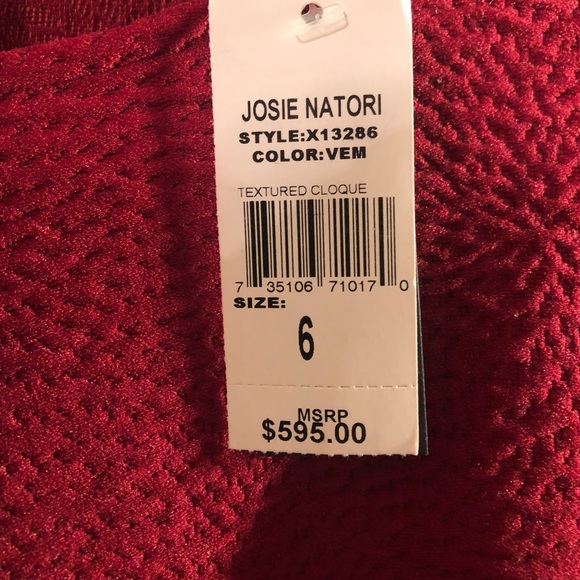 JOSIE NATORI
STYLE:X13286
COLOR:VEM
TEXTURED CLOQUE
7 35106 71017 0
SIZE:
6
MSRP
$595.00